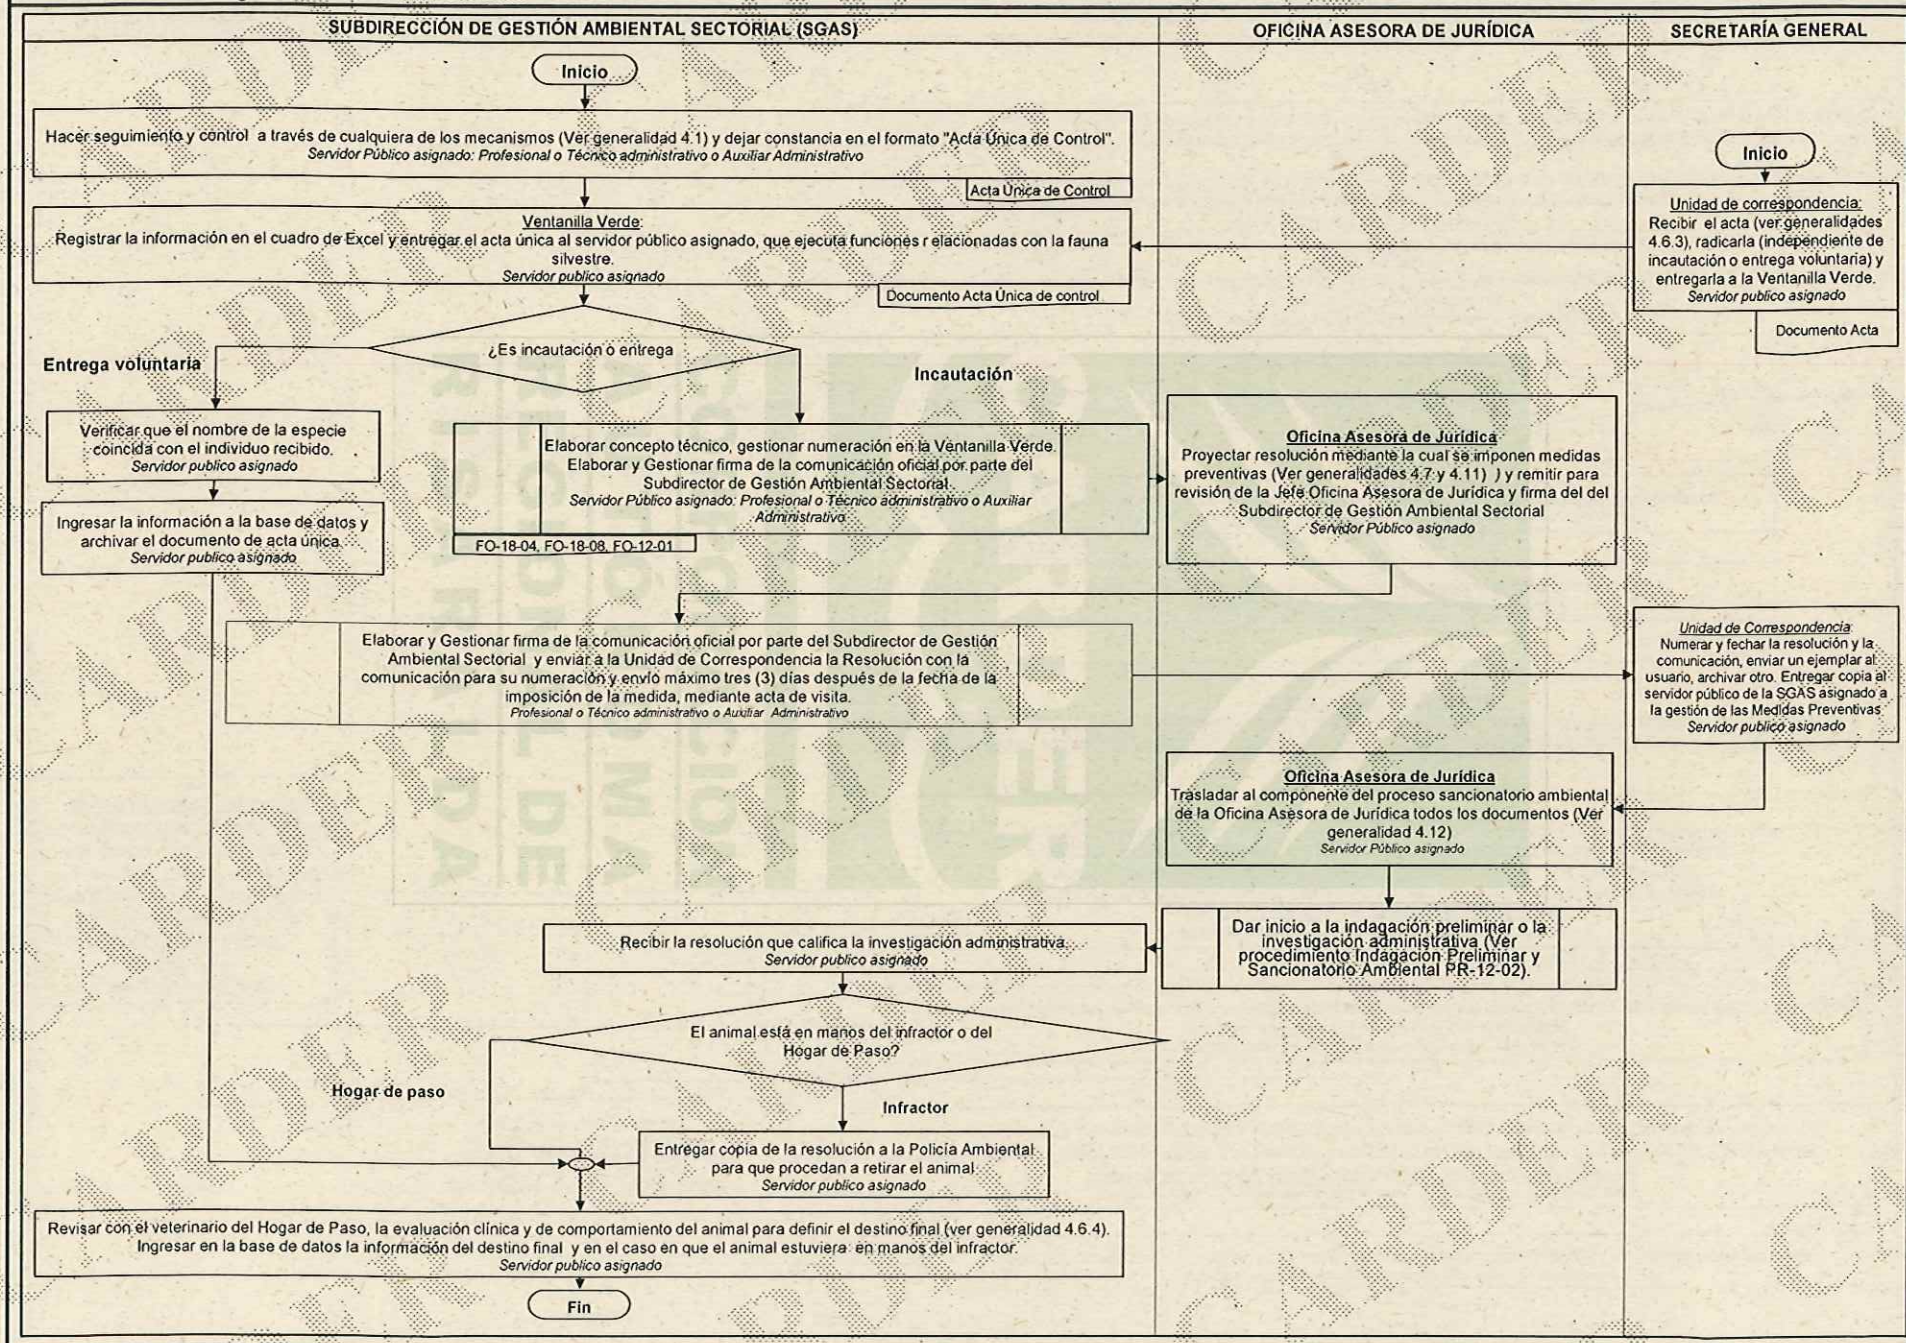 SUBDIRECCIÓN DE GESTIÓN AMBIENTAL SECTORIAL (SGAS)
OFICINA ASESORA DE JURÍDICA
SECRETARÍA GENERAL
Inicio
Hacer seguimiento y control a través de cualquiera de los mecanismos (Ver generalidad 4.1) y dejar constancia en el formato "Acta Única de Control".
Servidor Público asignado: Profesional o Técnico administrativo o Auxiliar Administrativo
Acta Única de Control
Inicio
Unidad de correspondencia:
Recibir el acta (ver generalidades
4.6.3), radicarla (independiente de
incautación o entrega voluntaria) y
entregarla a la Ventanilla Verde.
Servidor publico asignado
Documento Acta
Ventanilla Verde:
Registrar la información en el cuadro de Excel y entregar el acta única al servidor público asignado, que ejecuta funciones relacionadas con la fauna
silvestre.
Servidor publico asignado
Documento Acta Única de control
¿Es incautación o entrega
Entrega voluntaria
Incautación
Verificar que el nombre de la especie
coincida con el individuo recibido.
Servidor publico asignado
Ingresar la información a la base de datos y
archivar el documento de acta única.
Servidor publico asignado
Elaborar concepto técnico, gestionar numeración en la Ventanilla Verde.
Elaborar y Gestionar firma de la comunicación oficial por parte del
Subdirector de Gestión Ambiental Sectorial.
Servidor Público asignado: Profesional o Técnico administrativo o Auxiliar
Administrativo
FO-18-04, FO-18-08, FO-12-01
Oficina Asesora de Jurídica
Proyectar resolución mediante la cual se imponen medidas
preventivas (Ver generalidades 4.7 y 4.11) ) y remitir para
revisión de la Jefe Oficina Asesora de Jurídica y firma del del
Subdirector de Gestión Ambiental Sectorial
Servidor Público asignado
Elaborar y Gestionar firma de la comunicación oficial por parte del Subdirector de Gestión
Ambiental Sectorial y enviar a la Unidad de Correspondencia la Resolución con la
comunicación para su numeración y envío máximo tres (3) días después de la fecha de la
imposición de la medida, mediante acta de visita.
Profesional o Técnico administrativo o Auxiliar Administrativo
Unidad de Correspondencia:
Numerar y fechar la resolución y la
comunicación, enviar un ejemplar al
usuario, archivar otro. Entregar copia al
servidor público de la SGAS asignado a
la gestión de las Medidas Preventivas
Servidor publico asignado
Oficina Asesora de Jurídica
Trasladar al componente del proceso sancionatorio ambiental
de la Oficina Asesora de Jurídica todos los documentos (Ver
generalidad 4.12)
Servidor Público asignado
Dar inicio a la indagación preliminar o la
investigación administrativa (Ver
procedimiento Indagación Preliminar y
Sancionatorio Ambiental PR-12-02).
Recibir la resolución que califica la investigación administrativa.
Servidor publico asignado
El animal está en manos del infractor o del
Hogar de Paso?
Hogar de paso
Infractor
Entregar copia de la resolución a la Policía Ambiental
para que procedan a retirar el animal.
Servidor publico asignado
Revisar con el veterinario del Hogar de Paso, la evaluación clínica y de comportamiento del animal para definir el destino final (ver generalidad 4.6.4).
Ingresar en la base de datos la información del destino final y en el caso en que el animal estuviera en manos del infractor.
Servidor publico asignado
Fin